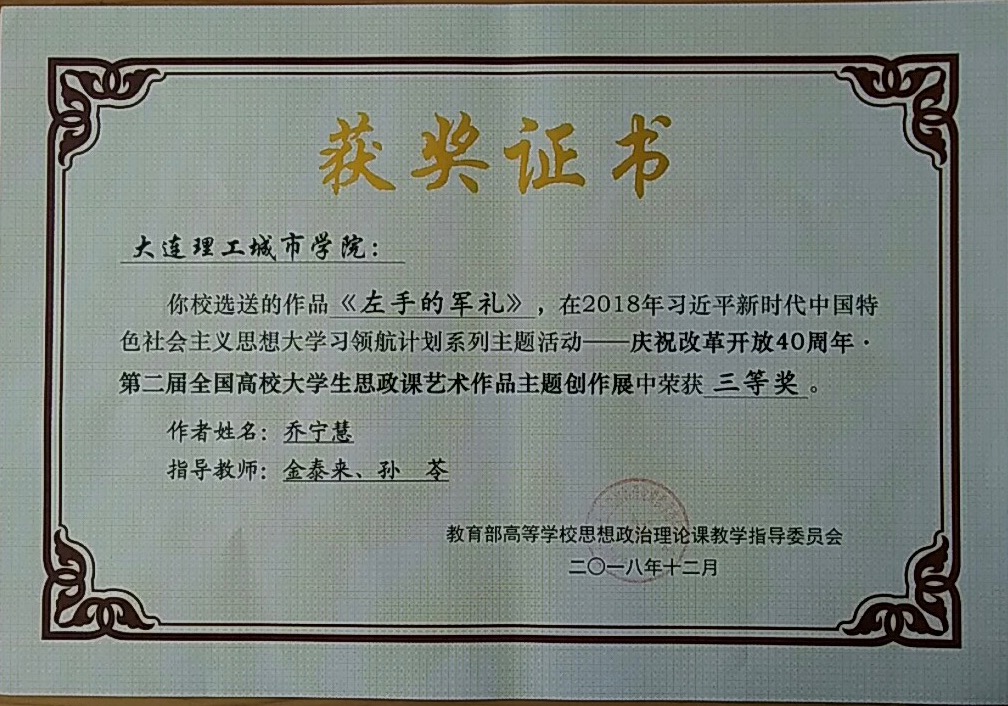 获奖证书
大连理工城市学院：
你校选送的作品《左手的军礼》，在2018年习近平新时代中国特
色社会主义思想大学习领航计划系列主题活动——庆祝改革开放40周年·
第二届全国高校大学生思政课艺术作品主题创作展中荣获 三等奖 。
作者姓名：乔宁慧
指导教师：金泰来、孙 苓
教育部高等学校思想政治理论课教学指导委员会
二〇一八年十二月